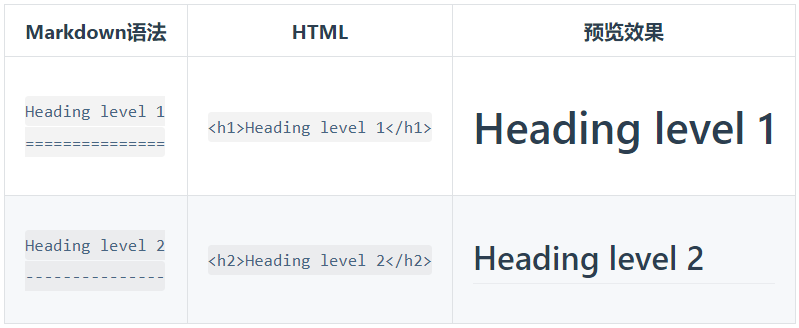 Markdown语法 HTML 预览效果
Heading level 1
===============
<h1>Heading level 1</h1>
Heading level 1
Heading level 2
---------------
<h2>Heading level 2</h2>
Heading level 2